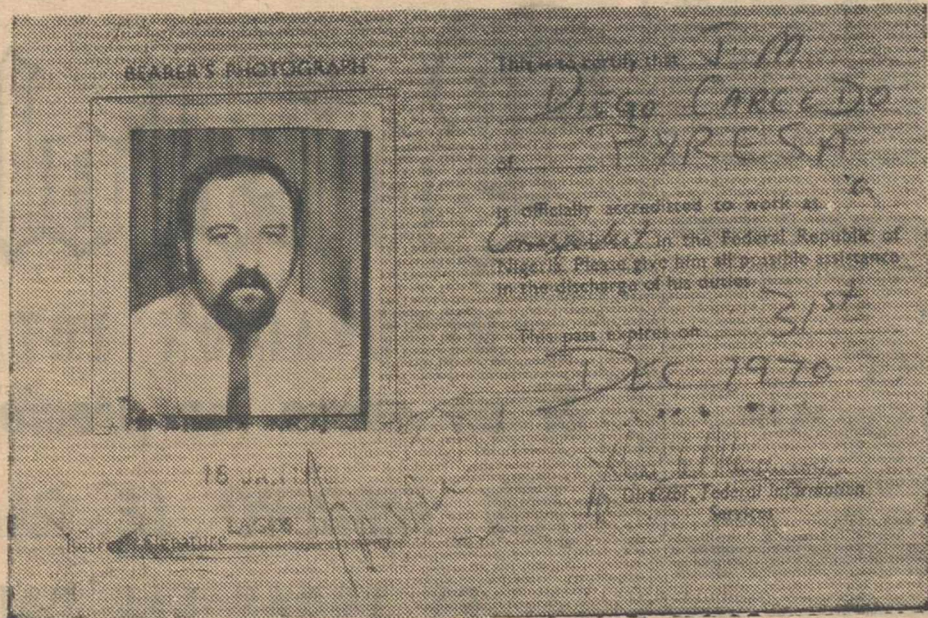 BEARER'S PHOTOGRAPH
16 JAN
LAGOS
Bearer's Signature
This is to certify that J. M
DIEGO CARCEDO
of PYRESA
is officially accredited to work as a
Correspondent in the Federal Republic of
Nigeria. Please give him all possible assistance
in the discharge of his duties.
This pass expires on 31st
DEC 1970
Director, Federal Information
Services